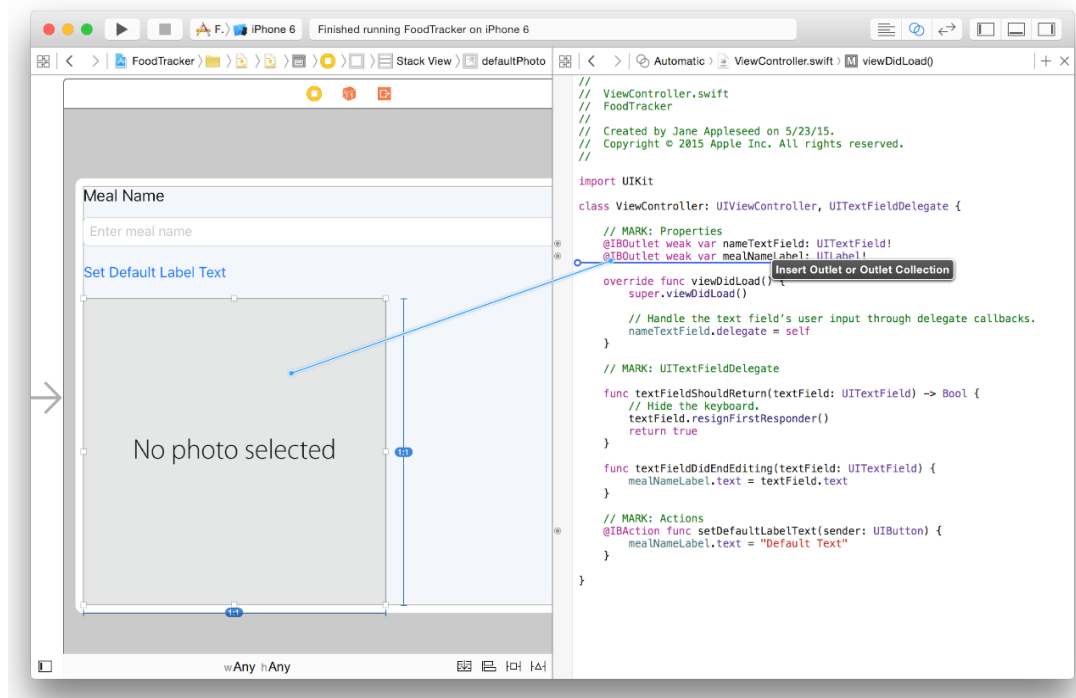 F. iPhone 6
Finished running FoodTracker on iPhone 6
FoodTracker Stack View defaultPhoto
Automatic ViewController.swift M viewDidLoad()
Meal Name
Enter meal name
Set Default Label Text
No photo selected
1:1
1:1
wAny hAny
//
// ViewController.swift
// FoodTracker
//
// Created by Jane Appleseed on 5/23/15.
// Copyright © 2015 Apple Inc. All rights reserved.
//
import UIKit
class ViewController: UIViewController, UITextFieldDelegate {
// MARK: Properties
@IBOutlet weak var nameTextField: UITextField!
@IBOutlet weak var mealNameLabel: UILabel!
Insert Outlet or Outlet Collection
override func viewDidLoad() {
super.viewDidLoad()
// Handle the text field’s user input through delegate callbacks.
nameTextField.delegate = self
}
// MARK: UITextFieldDelegate
func textFieldShouldReturn(textField: UITextField) -> Bool {
// Hide the keyboard.
textField.resignFirstResponder()
return true
}
func textFieldDidEndEditing(textField: UITextField) {
mealNameLabel.text = textField.text
}
// MARK: Actions
@IBAction func setDefaultLabelText(sender: UIButton) {
mealNameLabel.text = "Default Text"
}
}